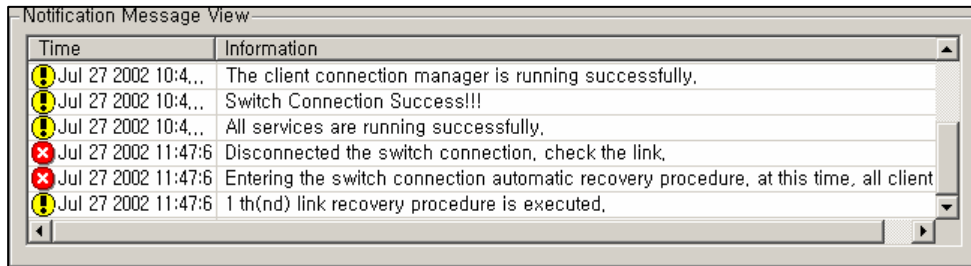 Notification Message View
Time Information
Jul 27 2002 10:4... The client connection manager is running successfully,
Jul 27 2002 10:4... Switch Connection Success!!!
Jul 27 2002 10:4... All services are running successfully,
Jul 27 2002 11:47:6 Disconnected the switch connection, check the link,
Jul 27 2002 11:47:6 Entering the switch connection automatic recovery procedure, at this time, all client
Jul 27 2002 11:47:6 1 th(nd) link recovery procedure is executed,